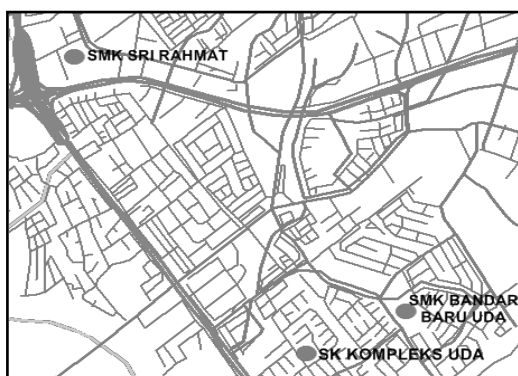 SMK SRI RAHMAT
SMK BANDAR
BARU UDA
SK KOMPLEKS UDA